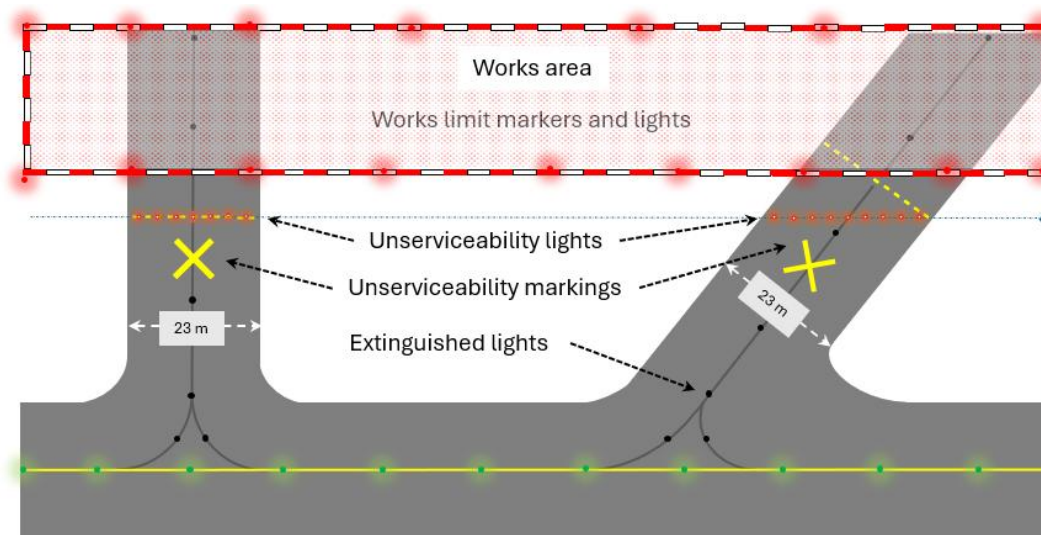 Works area
Works limit markers and lights
Unserviceability lights
Unserviceability markings
23 m
23 m
Extinguished lights